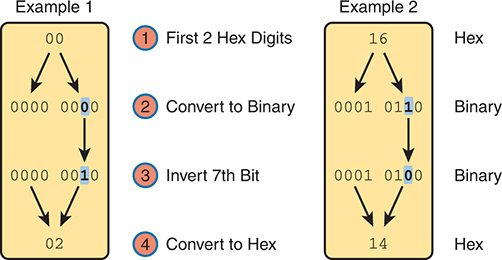 Example 1
Example 2
00
1 First 2 Hex Digits
16
Hex
0000 0000
2 Convert to Binary
0001 0110
Binary
0000 0010
3 Invert 7th Bit
0001 0100
Binary
02
4 Convert to Hex
14
Hex